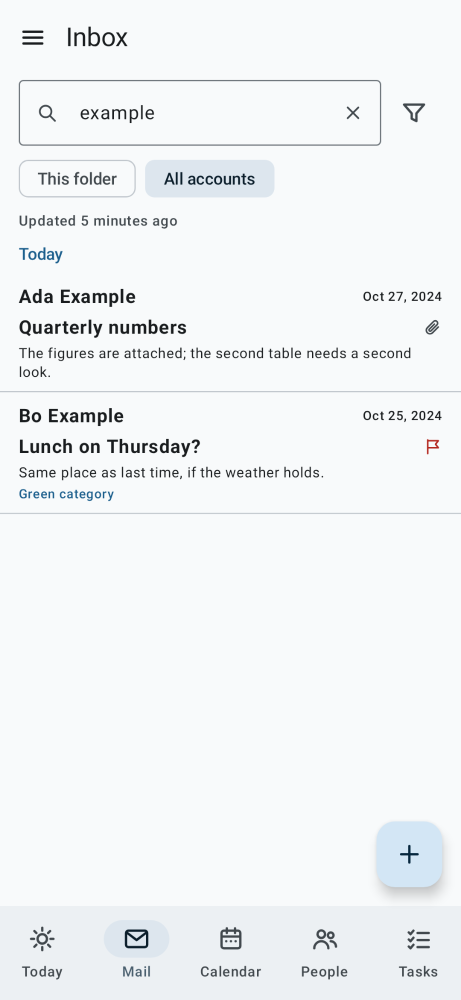 Inbox
example
This folder
All accounts
Updated 5 minutes ago
Today
Ada Example
Oct 27, 2024
Quarterly numbers
The figures are attached; the second table needs a second
look.
Bo Example
Oct 25, 2024
Lunch on Thursday?
Same place as last time, if the weather holds.
Green category
Today
Mail
Calendar
People
Tasks